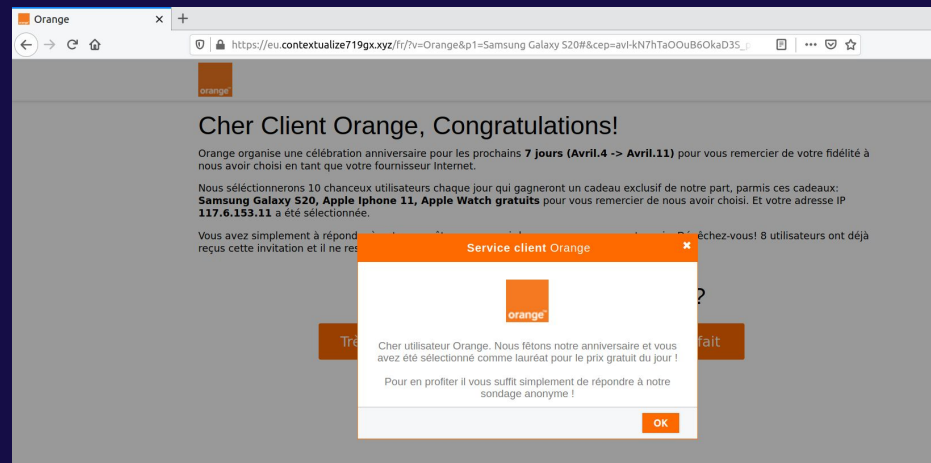 Orange
https://eu.contextualize719gx.xyz/fr/?v=Orange&p1=Samsung Galaxy S20#&cep=avI-kN7hTaOOuB6OkaD3S_
orange
Cher Client Orange, Congratulations!
Orange organise une célébration anniversaire pour les prochains 7 jours (Avril.4 -> Avril.11) pour vous remercier de votre fidélité à
nous avoir choisi en tant que votre fournisseur Internet.
Nous séléctionnerons 10 chanceux utilisateurs chaque jour qui gagneront un cadeau exclusif de notre part, parmis ces cadeaux:
Samsung Galaxy S20, Apple Iphone 11, Apple Watch gratuits pour vous remercier de nous avoir choisi. Et votre adresse IP
117.6.153.11 a été sélectionnée.
Vous avez simplement à répond
êchez-vous! 8 utilisateurs ont déjà
reçus cette invitation et il ne res
?
Trè
fait
Service client Orange
orange
Cher utilisateur Orange. Nous fêtons notre anniversaire et vous
avez été sélectionné comme lauréat pour le prix gratuit du jour !
Pour en profiter il vous suffit simplement de répondre à notre
sondage anonyme !
OK